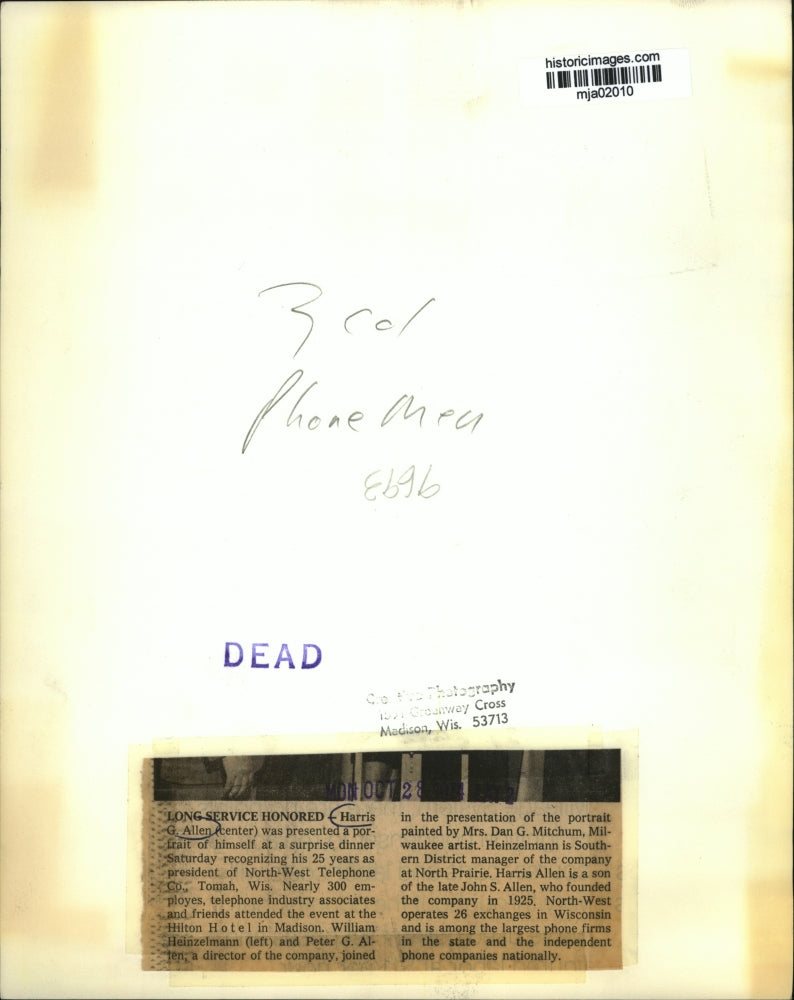 historicimages.com
mja02010
3 col
Phone Men
9693
DEAD
Photography
Greenway Cross
Madison, Wis. 53713
MON OCT 28
LONG SERVICE HONORED — Harris
G. Allen (center) was presented a por-
trait of himself at a surprise dinner
Saturday recognizing his 25 years as
president of North-West Telephone
Co., Tomah, Wis. Nearly 300 em-
ployes, telephone industry associates
and friends attended the event at the
Hilton Hotel in Madison. William
Heinzelmann (left) and Peter G. Al-
len, a director of the company, joined
in the presentation of the portrait
painted by Mrs. Dan G. Mitchum, Mil-
waukee artist. Heinzelmann is South-
ern District manager of the company
at North Prairie. Harris Allen is a son
of the late John S. Allen, who founded
the company in 1925. North-West
operates 26 exchanges in Wisconsin
and is among the largest phone firms
in the state and the independent
phone companies nationally.